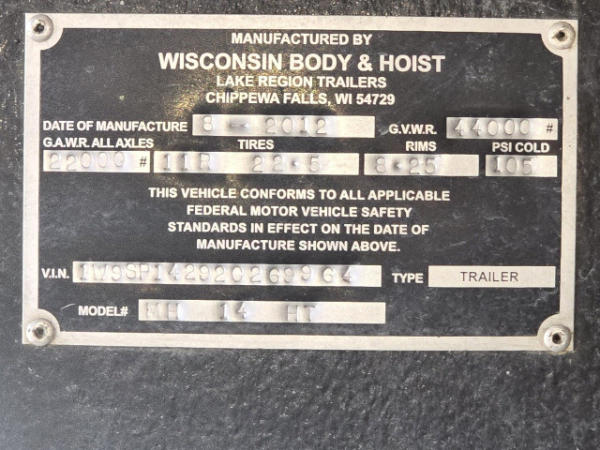 MANUFACTURED BY
WISCONSIN BODY & HOIST
LAKE REGION TRAILERS
CHIPPEWA FALLS, WI 54729
DATE OF MANUFACTURE 8 - 2012 G.V.W.R. 44000 #
G.A.W.R. ALL AXLES TIRES RIMS PSI COLD
22000 # 11R 22.5 8.25 105
THIS VEHICLE CONFORMS TO ALL APPLICABLE
FEDERAL MOTOR VEHICLE SAFETY
STANDARDS IN EFFECT ON THE DATE OF
MANUFACTURE SHOWN ABOVE.
V.I.N. TYPE TRAILER
MODEL# 14 HT